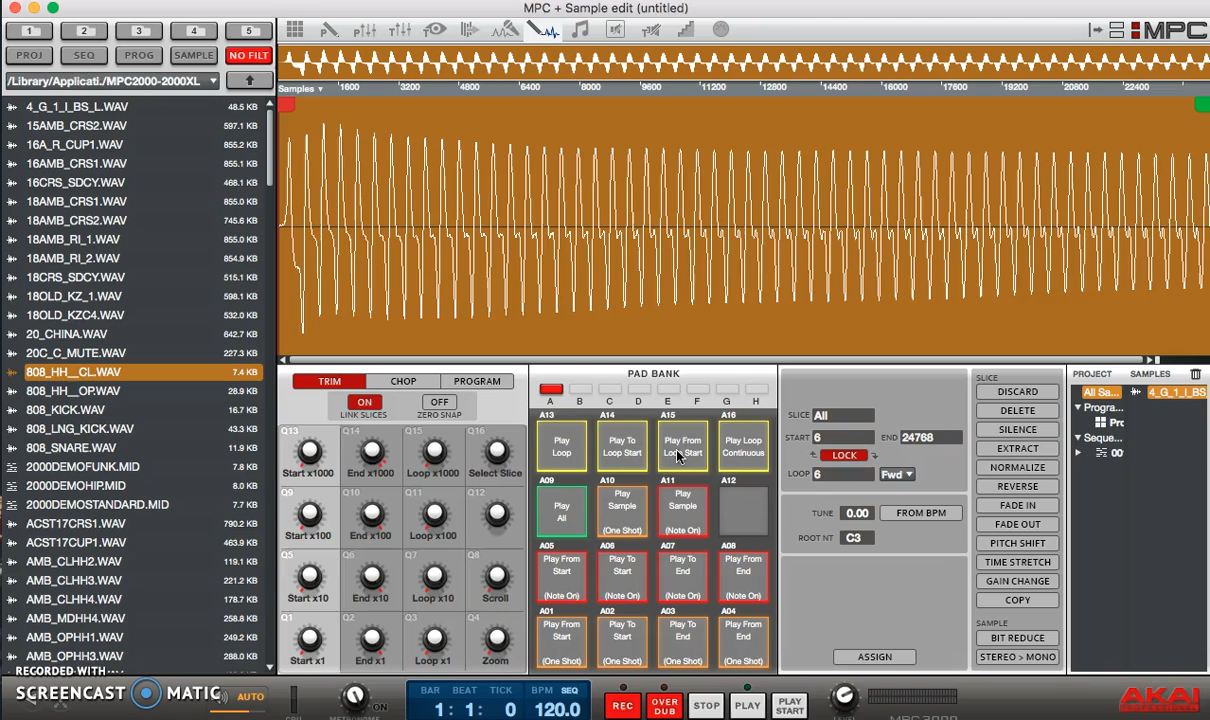 MPC + Sample edit (untitled)
1 2 3 4 5
PROJ SEQ PROG SAMPLE NO FILT
MPC
/Library/Applicati./MPC2000-2000XL
Samples 1600 3200 4800 6400 8000 9600 11200 12800 14400 16000 17600 19200 20800 22400
4_G_1_I_BS_L.WAV 48.5 KB
15AMB_CRS2.WAV 597.1 KB
16A_R_CUP1.WAV 855.2 KB
16AMB_CRS1.WAV 855.1 KB
16CRS_SDCY.WAV 468.1 KB
18AMB_CRS1.WAV 855.0 KB
18AMB_CRS2.WAV 745.6 KB
18AMB_RI_1.WAV 855.0 KB
18AMB_RI_2.WAV 854.9 KB
18CRS_SDCY.WAV 515.1 KB
18OLD_KZ_1.WAV 598.1 KB
18OLD_KZC4.WAV 532.0 KB
20_CHINA.WAV 642.7 KB
20C_C_MUTE.WAV 227.3 KB
808_HH__CL.WAV 7.4 KB
808_HH__OP.WAV 28.9 KB
808_KICK.WAV 16.7 KB
808_LNG_KICK.WAV 82.9 KB
808_SNARE.WAV 32.3 KB
2000DEMOFUNK.MID
2000DEMOHIP.MID 8.0 KB
2000DEMOSTANDARD.MID 7.7 KB
ACST17CRS1.WAV 790.2 KB
ACST17CUP1.WAV 463.9 KB
AMB_CLHH2.WAV 119.1 KB
AMB_CLHH3.WAV 221.2 KB
AMB_CLHH4.WAV 178.7 KB
AMB_MDHH4.WAV 310.8 KB
AMB_OPHH1.WAV 249.2 KB
AMB_OPHH3.WAV 288.0 KB
TRIM CHOP PROGRAM
ON OFF
LINK SLICES ZERO SNAP
Q13 Q14 Q15 Q16
Start x1000 End x1000 Loop x1000 Select Slice
Q9 Q10 Q11 Q12
Start x100 End x100 Loop x100
Q5 Q6 Q7 Q8
Start x10 End x10 Loop x10 Scroll
Q1 Q2 Q3 Q4
Start x1 End x1 Loop x1 Zoom
PAD BANK
A B C D E F G H
A13 A14 A15 A16
Play Play To Play From Play Loop
Loop Loop Start Loop Start Continuous
A09 A10 A11 A12
Play All
Play Sample (One Shot)
Play Sample (Note On)
A05 A06 A07 A08
Play From Play To Play To Play From
Start Start End End
(Note On) (Note On) (Note On) (Note On)
A01 A02 A03 A04
Play From Play To Play To Play From
Start Start End End
(One Shot) (One Shot) (One Shot) (One Shot)
SLICE All
START 6 END 24768
LOCK
LOOP 6 Fwd
TUNE 0.00 FROM BPM
ROOT NT C3
ASSIGN
SLICE
DISCARD
DELETE
SILENCE
EXTRACT
NORMALIZE
REVERSE
FADE IN
FADE OUT
PITCH SHIFT
TIME STRETCH
GAIN CHANGE
COPY
SAMPLE
BIT REDUCE
STEREO > MONO
PROJECT SAMPLES
All Sa... 4_G_1_I_BS
Progra...
Prc
Seque...
00
RECORDED WITH
SCREENCAST MATIC AUTO
CPU
METRONOME ON
BAR BEAT TICK BPM SEQ
1: 1: 0 120.0
REC OVER DUB STOP PLAY PLAY START
LEVEL
AKAI